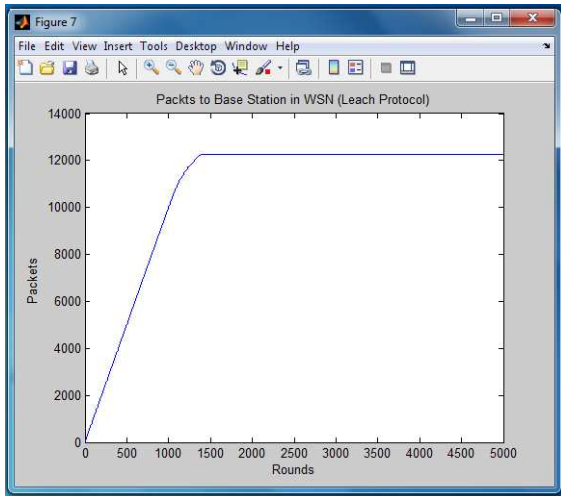 Figure 7
File Edit View Insert Tools Desktop Window Help
Packts to Base Station in WSN (Leach Protocol)
14000
12000
10000
8000
6000
4000
2000
0
Packets
0 500 1000 1500 2000 2500 3000 3500 4000 4500 5000
Rounds